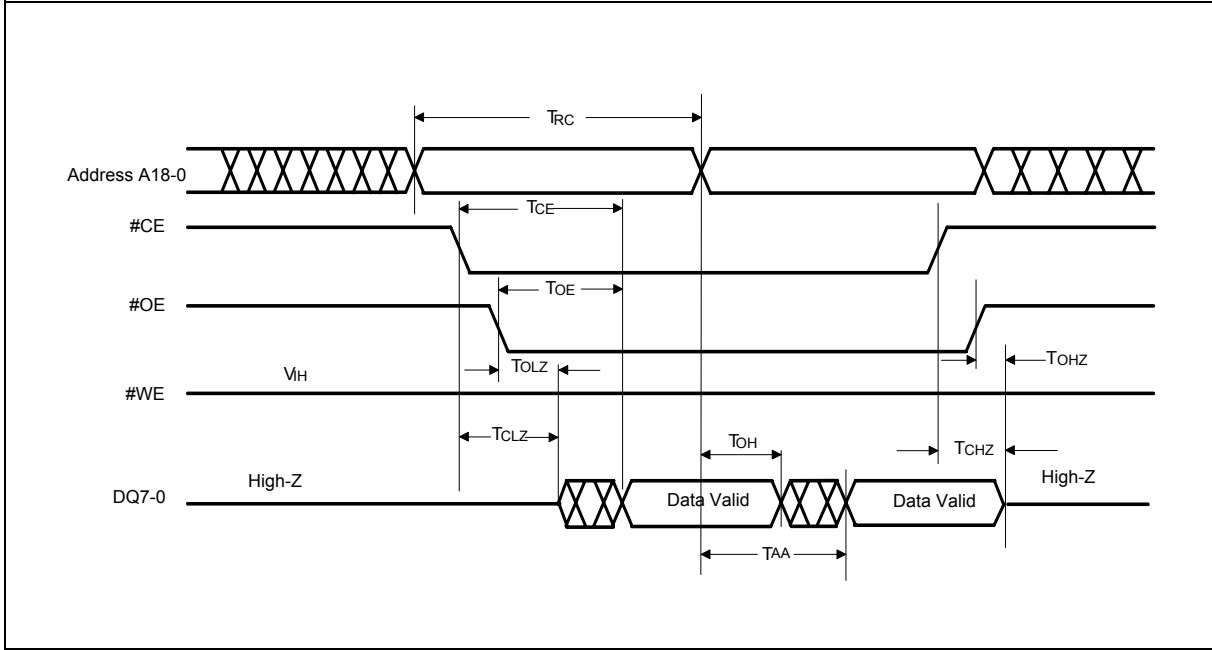 TRC
Address A18-0
TCE
#CE
TOE
#OE
TOLZ
TOHZ
VIH
#WE
TCLZ
TOH
TCHZ
High-Z
High-Z
DQ7-0
Data Valid
Data Valid
TAA